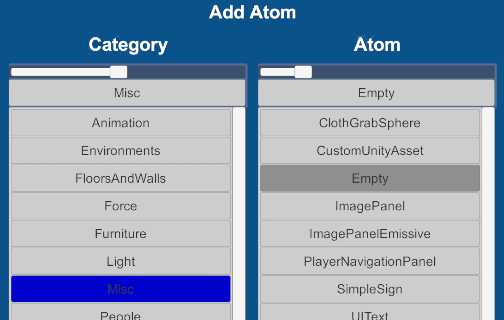 Add Atom
Category
Atom
Misc
Empty
Animation
Environments
FloorsAndWalls
Force
Furniture
Light
Misc
People
ClothGrabSphere
CustomUnityAsset
Empty
ImagePanel
ImagePanelEmissive
PlayerNavigationPanel
SimpleSign
UIText